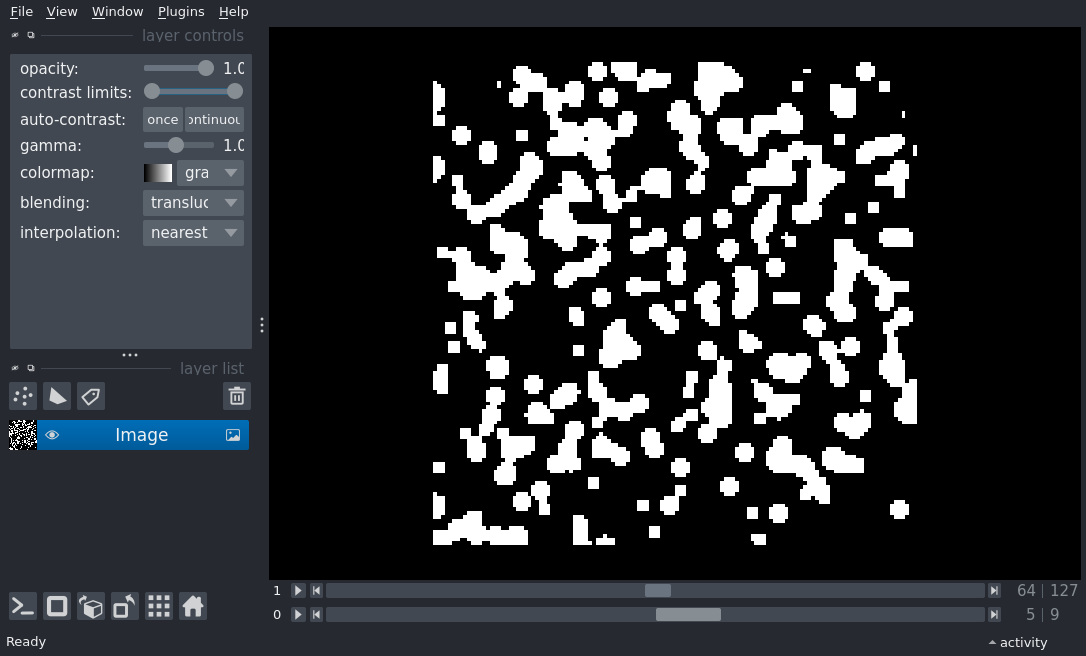 File View Window Plugins Help
layer controls
opacity: 1.0
contrast limits:
auto-contrast: once ontinuou
gamma: 1.0
colormap: gra
blending: transluc
interpolation: nearest
layer list
Image
1 64 | 127
0 5 | 9
Ready activity